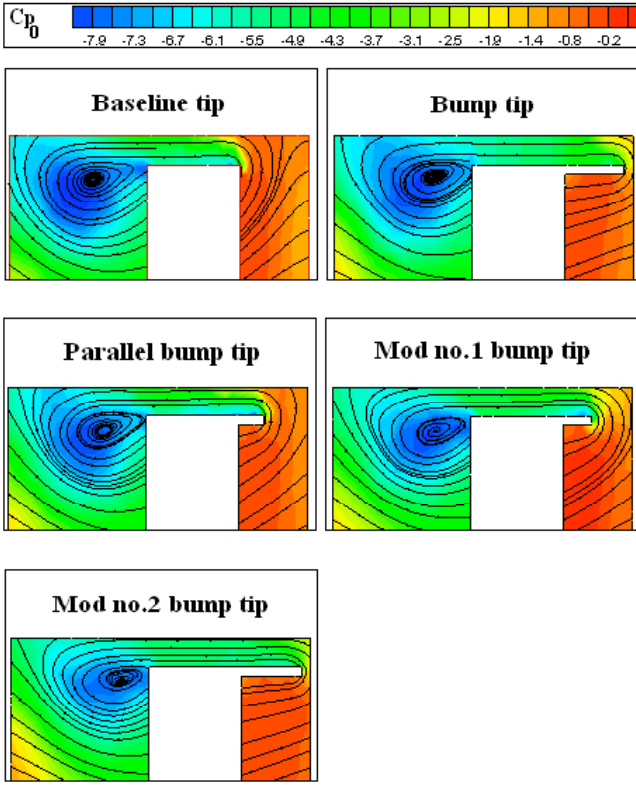 Cp0
-7.9 -7.3 -6.7 -6.1 -5.5 -4.9 -4.3 -3.7 -3.1 -2.5 -1.9 -1.4 -0.8 -0.2
Baseline tip
Bump tip
Parallel bump tip
Mod no.1 bump tip
Mod no.2 bump tip